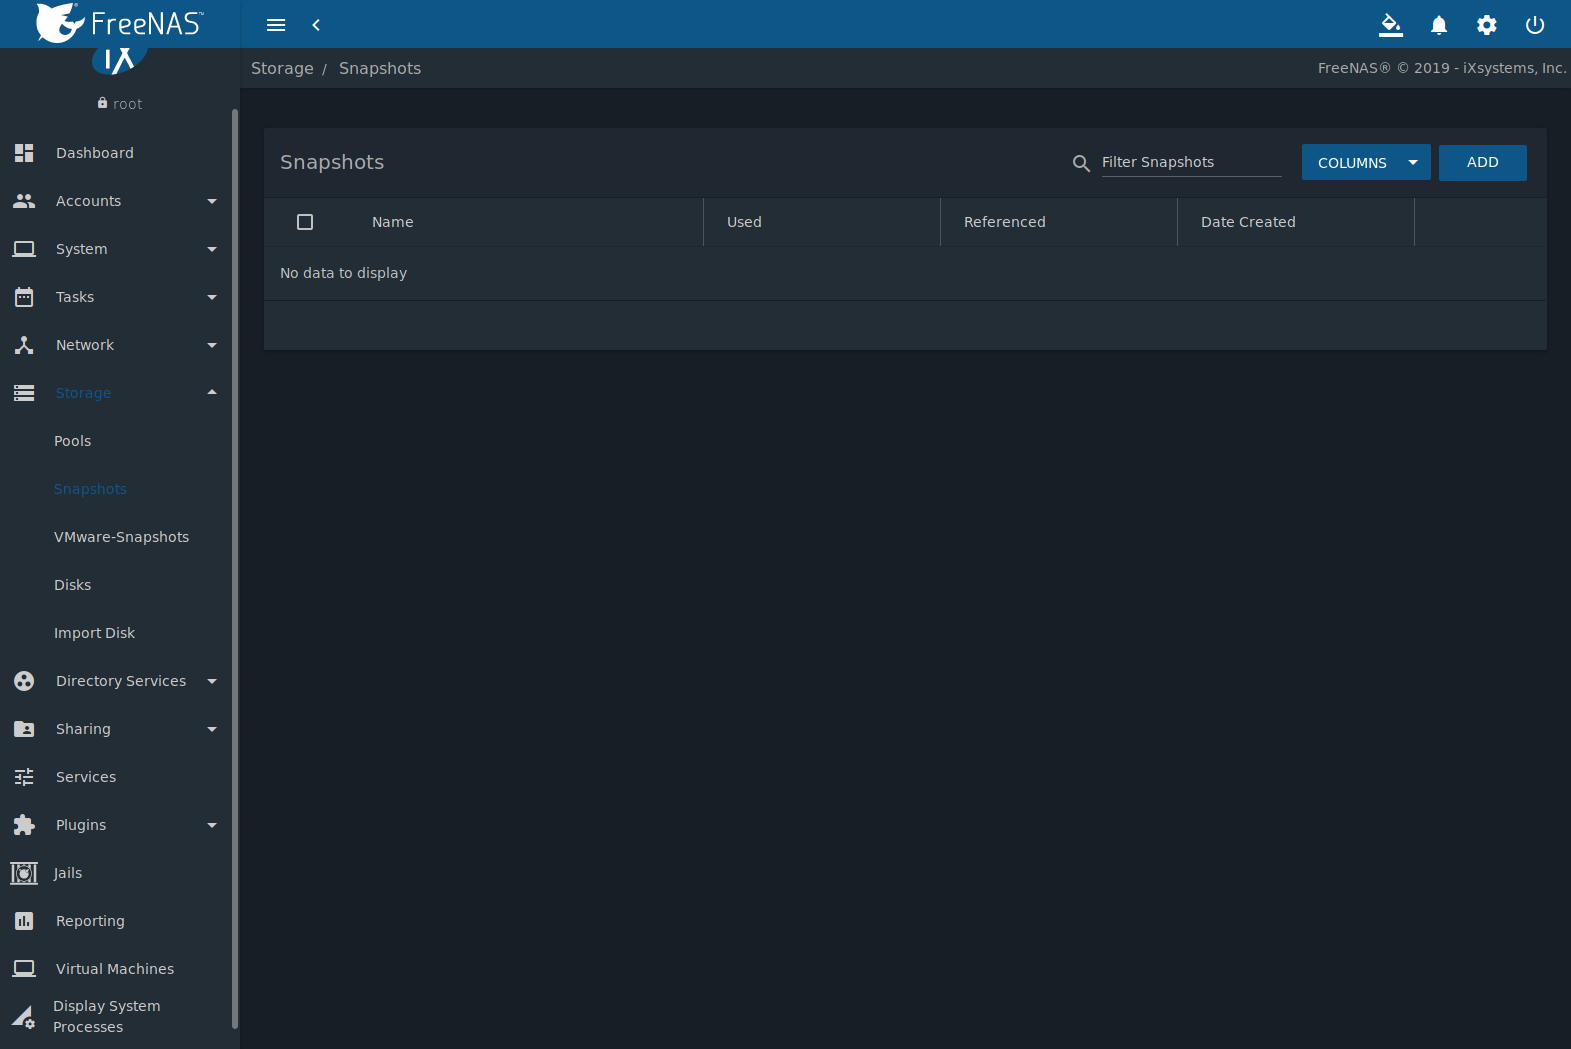 FreeNAS™
Storage / Snapshots
FreeNAS® © 2019 - iXsystems, Inc.
iX
root
Dashboard
Accounts
System
Tasks
Network
Storage
Pools
Snapshots
VMware-Snapshots
Disks
Import Disk
Directory Services
Sharing
Services
Plugins
Jails
Reporting
Virtual Machines
Display System
Processes
Snapshots
Filter Snapshots
COLUMNS
ADD
Name Used Referenced Date Created
No data to display